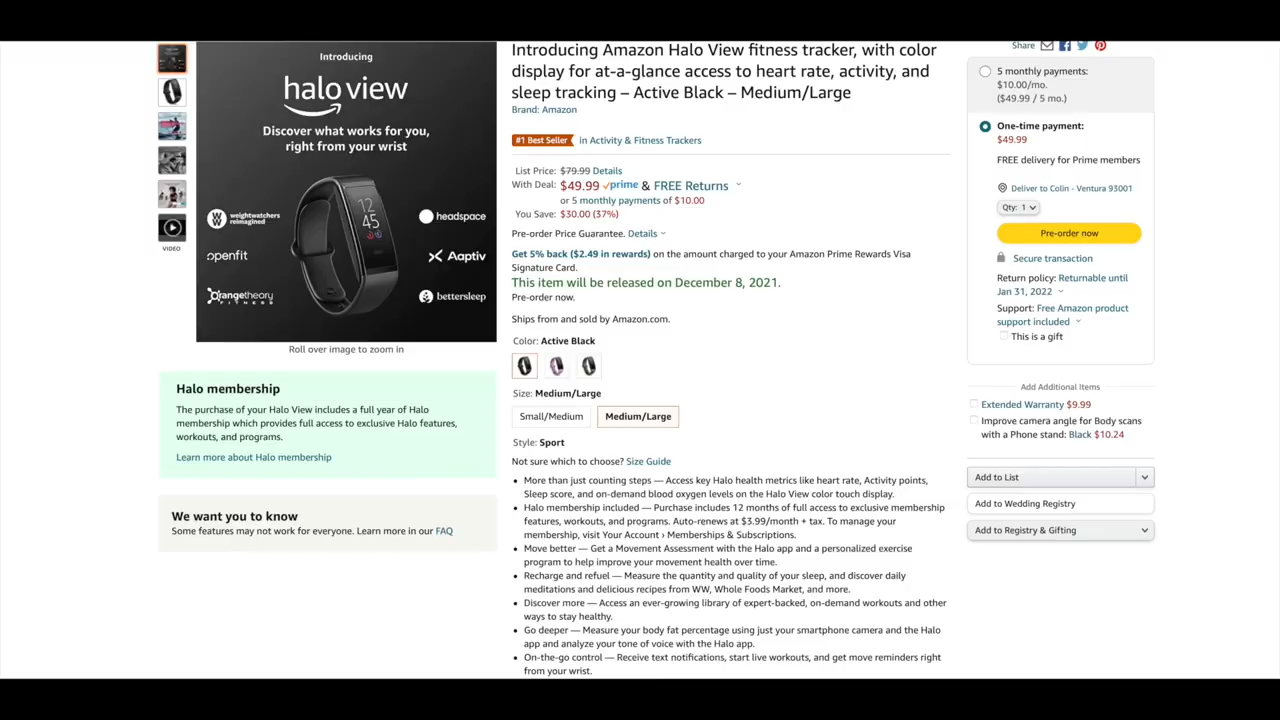 Introducing
halo view
Discover what works for you,
right from your wrist
weightwatchers
reimagined
headspace
openfit
Aaptiv
orangetheory
FITNESS
bettersleep
12
45
VIDEO
Roll over image to zoom in
Halo membership
The purchase of your Halo View includes a full year of Halo
membership which provides full access to exclusive Halo features,
workouts, and programs.
Learn more about Halo membership
We want you to know
Some features may not work for everyone. Learn more in our FAQ
Introducing Amazon Halo View fitness tracker, with color
display for at-a-glance access to heart rate, activity, and
sleep tracking – Active Black – Medium/Large
Brand: Amazon
#1 Best Seller in Activity & Fitness Trackers
List Price: $79.99 Details
With Deal: $49.99 prime & FREE Returns
or 5 monthly payments of $10.00
You Save: $30.00 (37%)
Pre-order Price Guarantee. Details
Get 5% back ($2.49 in rewards) on the amount charged to your Amazon Prime Rewards Visa
Signature Card.
This item will be released on December 8, 2021.
Pre-order now.
Ships from and sold by Amazon.com.
Color: Active Black
Size: Medium/Large
Small/Medium
Medium/Large
Style: Sport
Not sure which to choose? Size Guide
• More than just counting steps — Access key Halo health metrics like heart rate, Activity points,
Sleep score, and on-demand blood oxygen levels on the Halo View color touch display.
• Halo membership included — Purchase includes 12 months of full access to exclusive membership
features, workouts, and programs. Auto-renews at $3.99/month + tax. To manage your
membership, visit Your Account › Memberships & Subscriptions.
• Move better — Get a Movement Assessment with the Halo app and a personalized exercise
program to help improve your movement health over time.
• Recharge and refuel — Measure the quantity and quality of your sleep, and discover daily
meditations and delicious recipes from WW, Whole Foods Market, and more.
• Discover more — Access an ever-growing library of expert-backed, on-demand workouts and other
ways to stay healthy.
• Go deeper — Measure your body fat percentage using just your smartphone camera and the Halo
app and analyze your tone of voice with the Halo app.
• On-the-go control — Receive text notifications, start live workouts, and get move reminders right
from your wrist.
Share
5 monthly payments:
$10.00/mo.
($49.99 / 5 mo.)
One-time payment:
$49.99
FREE delivery for Prime members
Deliver to Colin - Ventura 93001
Qty: 1
Pre-order now
Secure transaction
Return policy: Returnable until
Jan 31, 2022
Support: Free Amazon product
support included
This is a gift
Add Additional Items
Extended Warranty $9.99
Improve camera angle for Body scans
with a Phone stand: Black $10.24
Add to List
Add to Wedding Registry
Add to Registry & Gifting